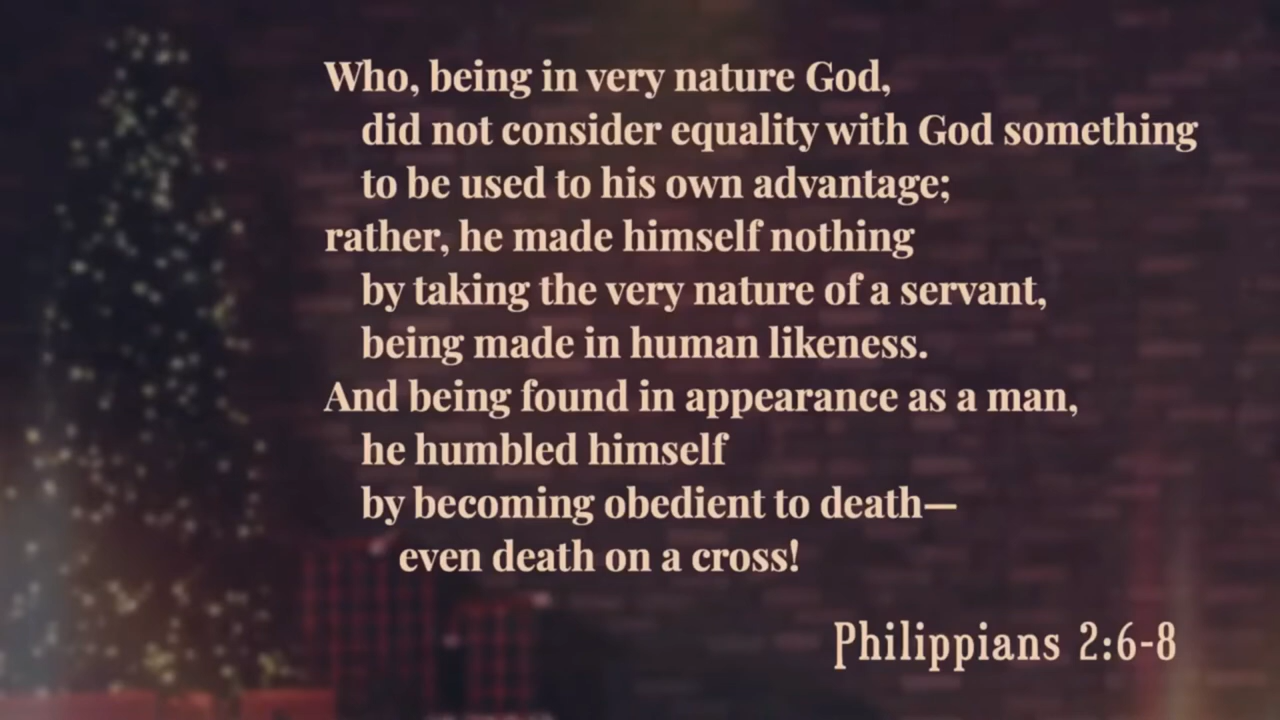 Who, being in very nature God,
did not consider equality with God something
to be used to his own advantage;
rather, he made himself nothing
by taking the very nature of a servant,
being made in human likeness.
And being found in appearance as a man,
he humbled himself
by becoming obedient to death—
even death on a cross!
Philippians 2:6-8